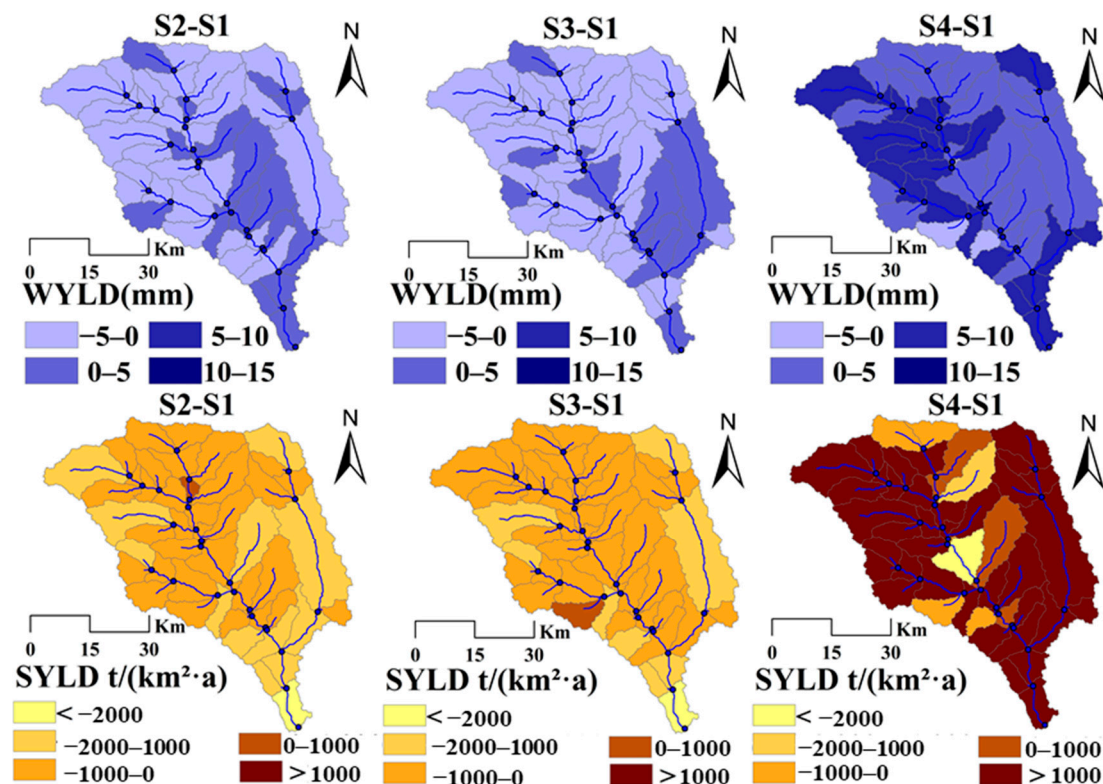 S2-S1
N
Km
0 15 30
WYLD(mm)
−5–0
5–10
0–5
10–15
S3-S1
N
Km
0 15 30
WYLD(mm)
−5–0
5–10
0–5
10–15
S4-S1
N
Km
0 15 30
WYLD(mm)
−5–0
5–10
0–5
10–15
S2-S1
N
Km
0 15 30
SYLD t/(km²·a)
< −2000
−2000–1000
0–1000
−1000–0
>1000
S3-S1
N
Km
0 15 30
SYLD t/(km²·a)
< −2000
−2000–1000
0–1000
−1000–0
>1000
S4-S1
N
Km
0 15 30
SYLD t/(km²·a)
< −2000
−2000–1000
0–1000
−1000–0
>1000